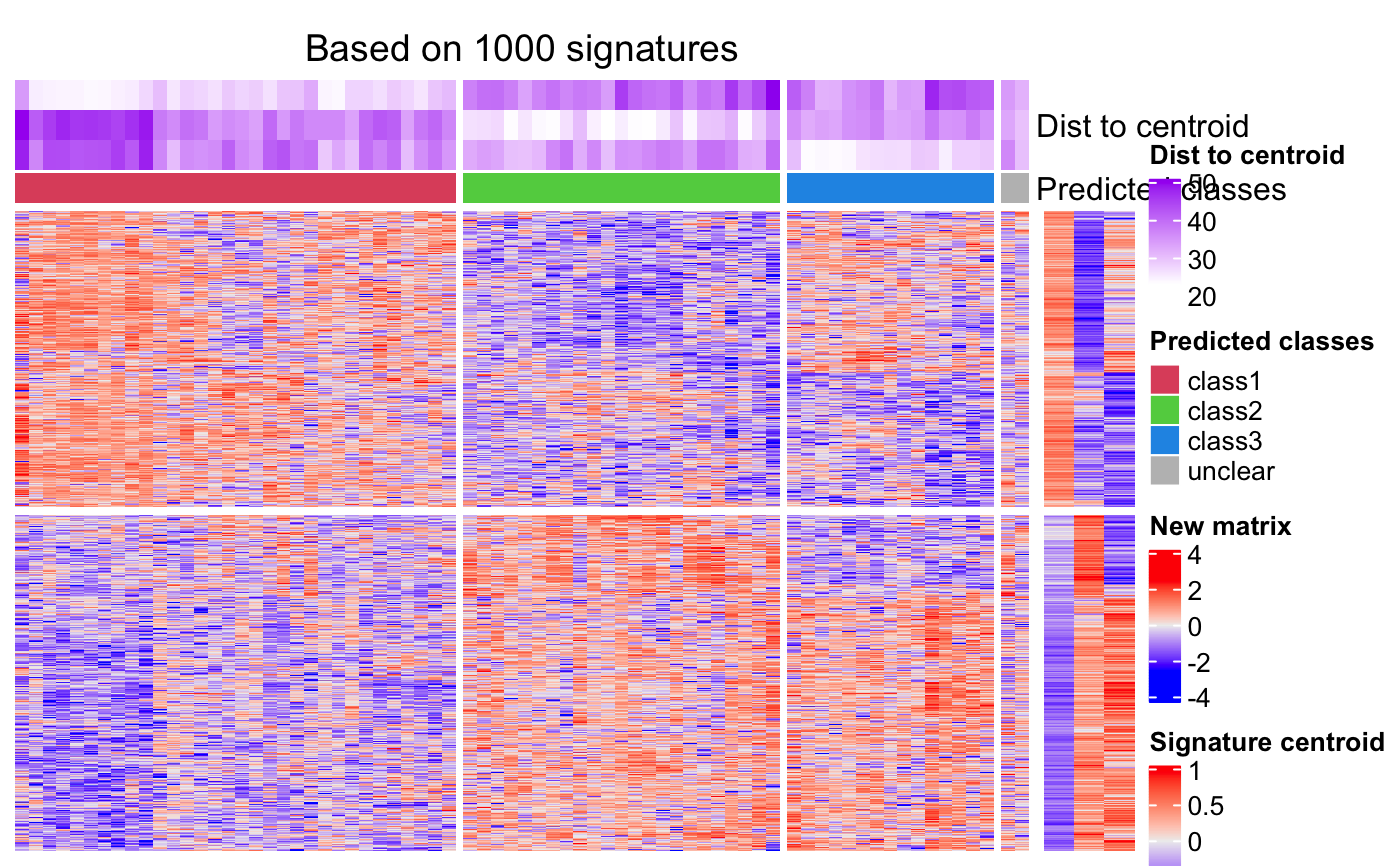 Based on 1000 signatures
Dist to centroid
Predicted classes
Dist to centroid
50
40
30
20
Predicted classes
class1
class2
class3
unclear
New matrix
4
2
0
-2
-4
Signature centroid
1
0.5
0